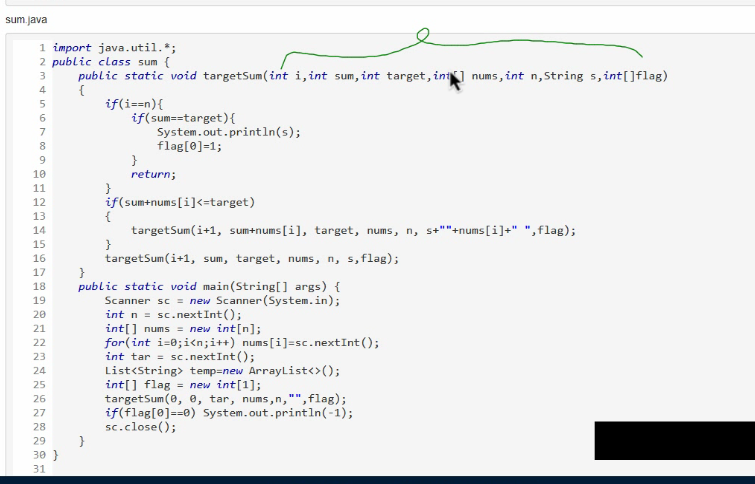 sum.java
1 import java.util.*;
2 public class sum {
3 public static void targetSum(int i,int sum,int target,int[] nums,int n,String s,int[]flag)
4 {
5 if(i==n){
6 if(sum==target){
7 System.out.println(s);
8 flag[0]=1;
9 }
10 return;
11 }
12 if(sum+nums[i]<=target)
13 {
14 targetSum(i+1, sum+nums[i], target, nums, n, s+""+nums[i]+" ",flag);
15 }
16 targetSum(i+1, sum, target, nums, n, s,flag);
17 }
18 public static void main(String[] args) {
19 Scanner sc = new Scanner(System.in);
20 int n = sc.nextInt();
21 int[] nums = new int[n];
22 for(int i=0;i<n;i++) nums[i]=sc.nextInt();
23 int tar = sc.nextInt();
24 List<String> temp=new ArrayList<>();
25 int[] flag = new int[1];
26 targetSum(0, 0, tar, nums,n,"",flag);
27 if(flag[0]==0) System.out.println(-1);
28 sc.close();
29 }
30 }
31